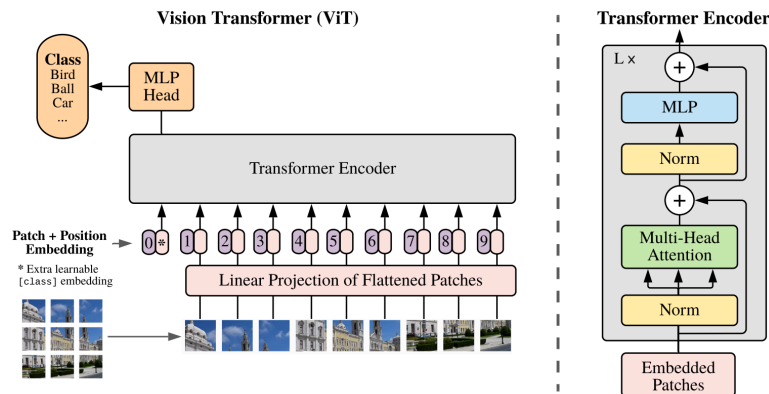 Vision Transformer (ViT)
Class
Bird
Ball
Car
...
MLP
Head
Transformer Encoder
Patch + Position
Embedding
0 * 1 2 3 4 5 6 7 8 9
* Extra learnable
[class] embedding
Linear Projection of Flattened Patches
Transformer Encoder
L x
+
MLP
Norm
+
Multi-Head
Attention
Norm
Embedded
Patches